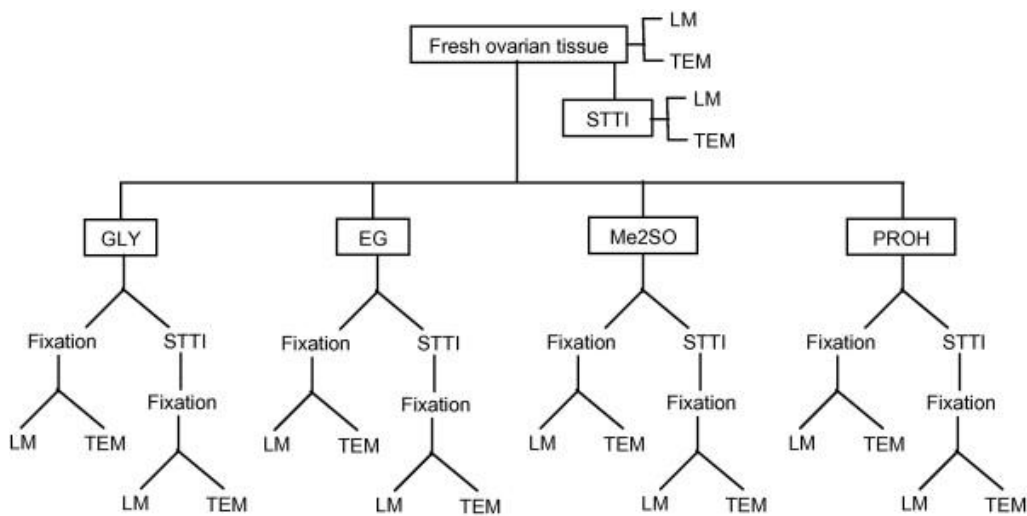 LM
Fresh ovarian tissue
TEM
LM
STTI
TEM
GLY
EG
Me2SO
PROH
Fixation
STTI
Fixation
STTI
Fixation
STTI
Fixation
STTI
Fixation
Fixation
Fixation
Fixation
LM
TEM
LM
TEM
LM
TEM
LM
TEM
LM
TEM
LM
TEM
LM
TEM
LM
TEM